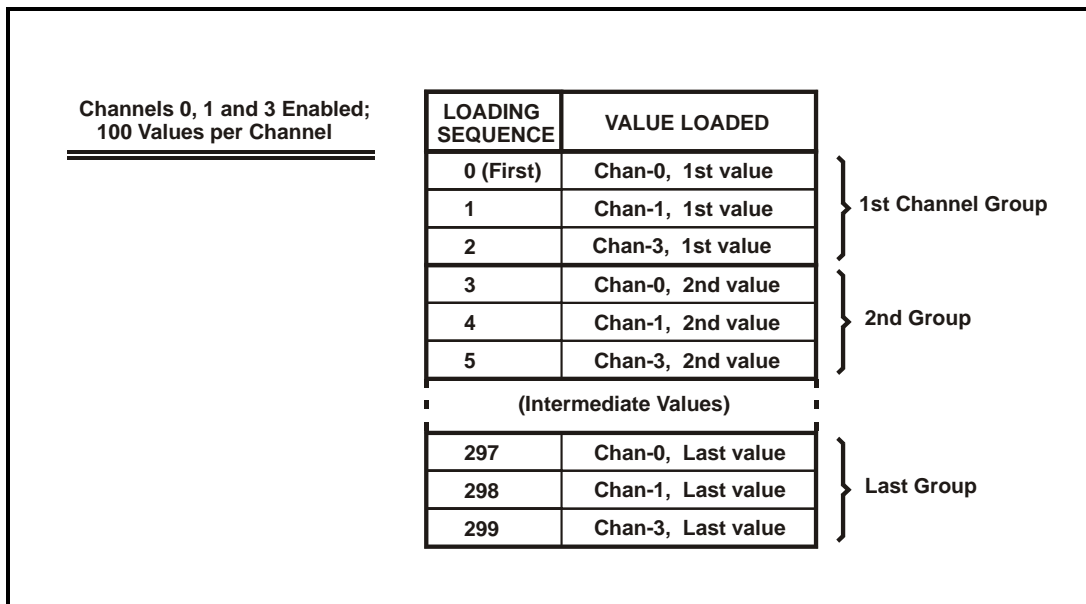 Channels 0, 1 and 3 Enabled;
100 Values per Channel
LOADING SEQUENCE VALUE LOADED
0 (First) Chan-0, 1st value
1 Chan-1, 1st value
2 Chan-3, 1st value
1st Channel Group
3 Chan-0, 2nd value
4 Chan-1, 2nd value
5 Chan-3, 2nd value
2nd Group
(Intermediate Values)
297 Chan-0, Last value
298 Chan-1, Last value
299 Chan-3, Last value
Last Group